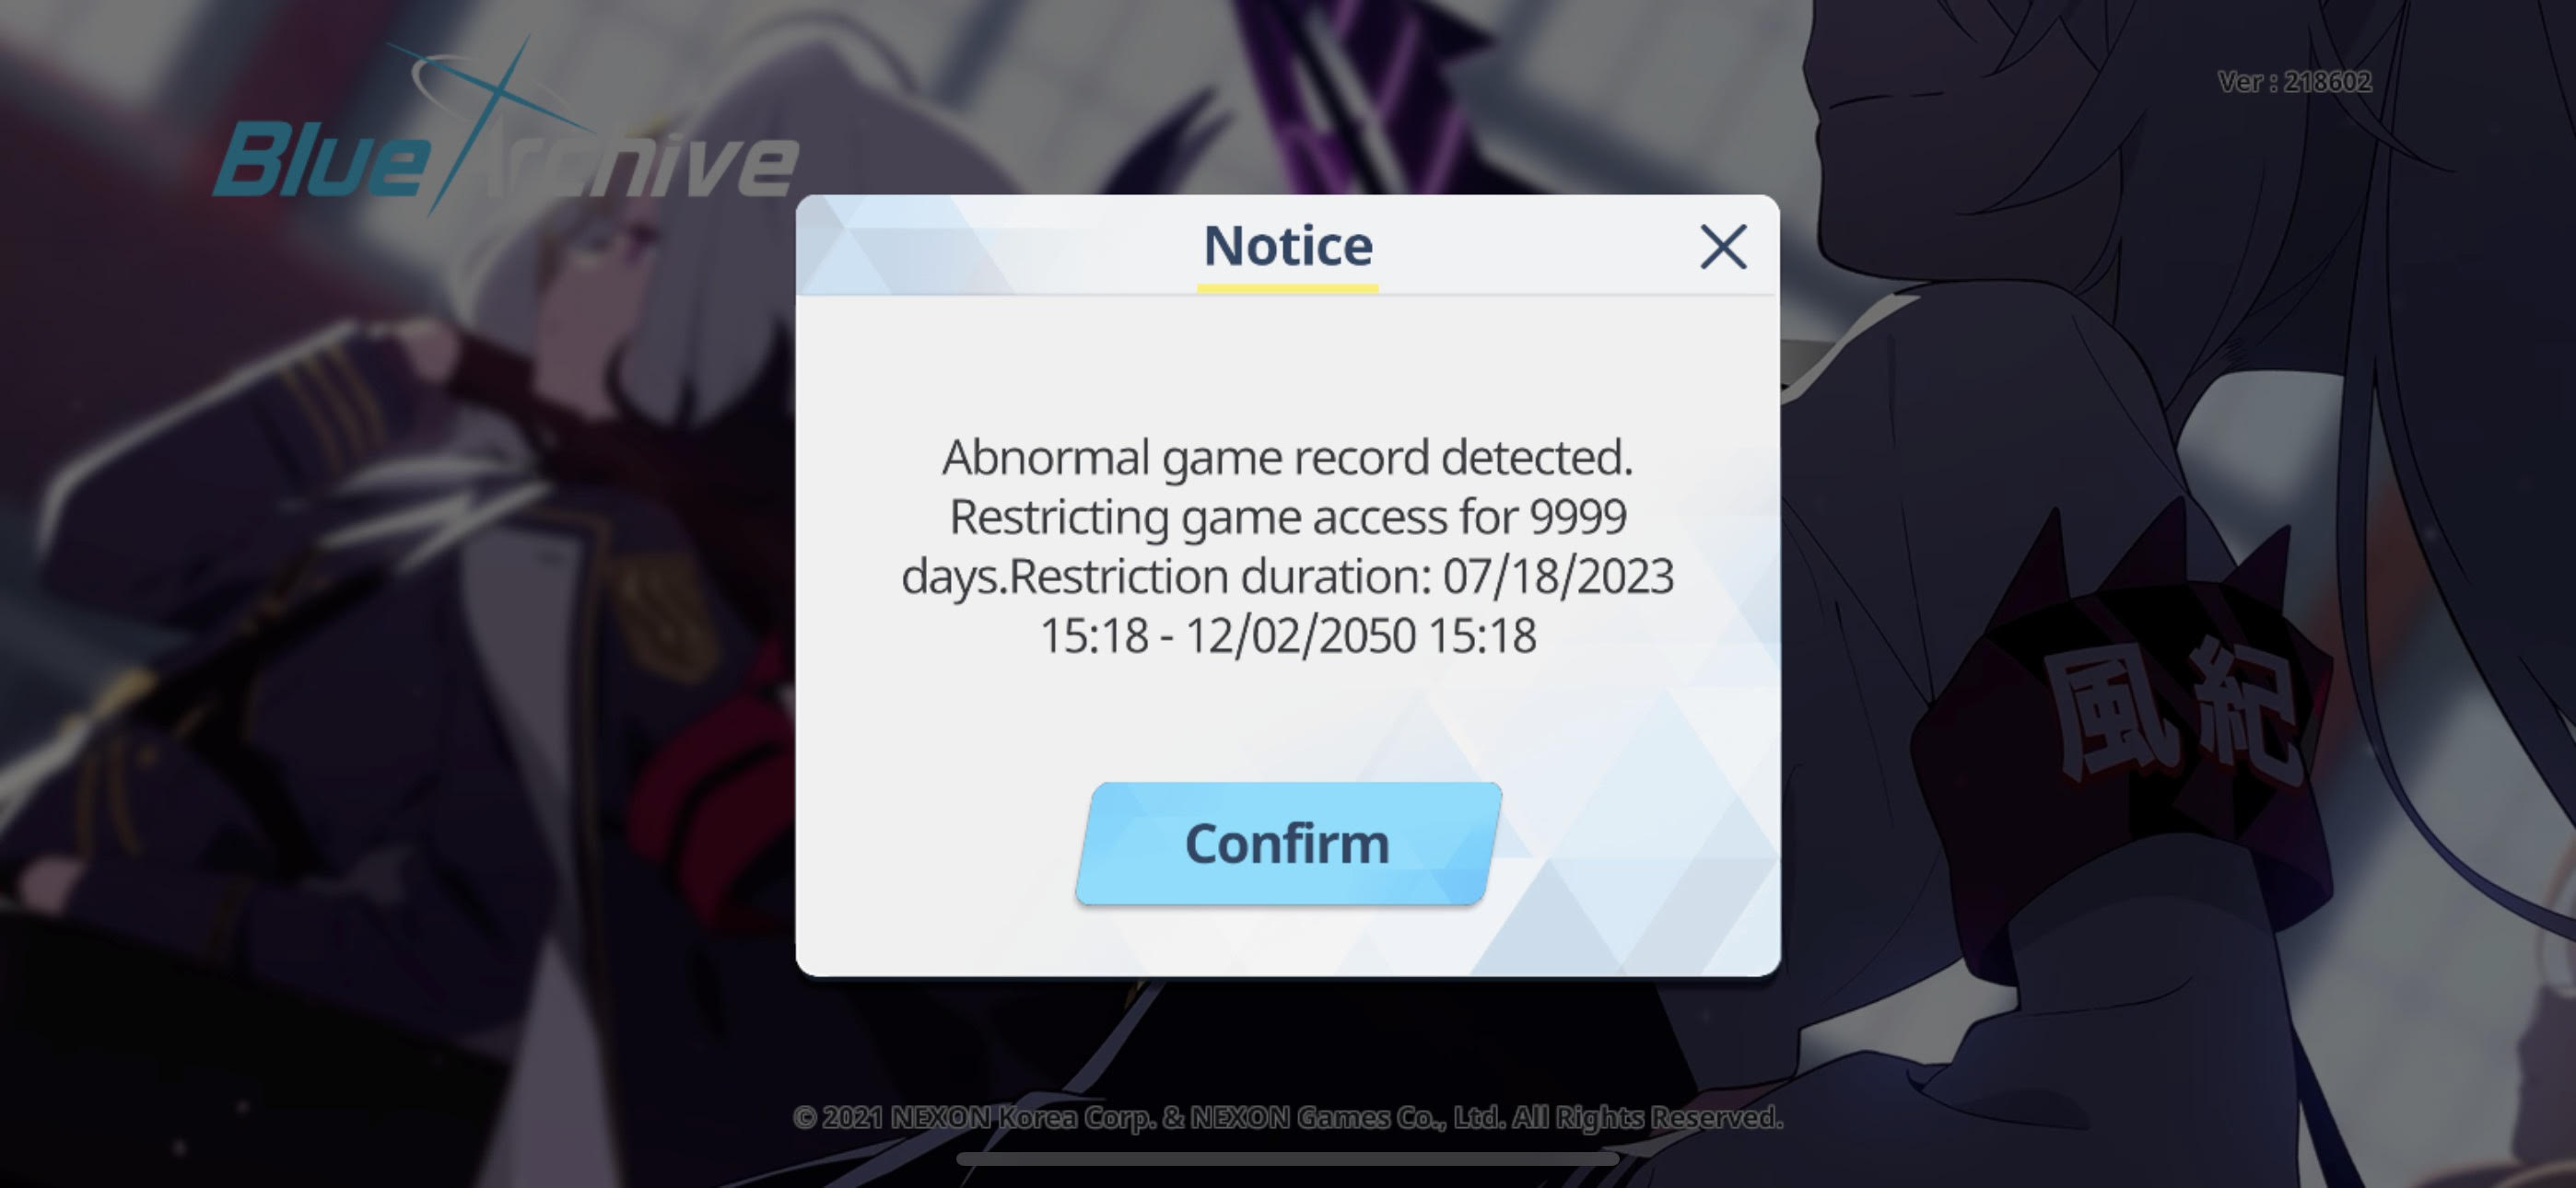 Blue Archive
Ver : 218602
Notice
Abnormal game record detected.
Restricting game access for 9999
days.Restriction duration: 07/18/2023
15:18 - 12/02/2050 15:18
風紀
Confirm
© 2021 NEXON Korea Corp. & NEXON Games Co., Ltd. All Rights Reserved.